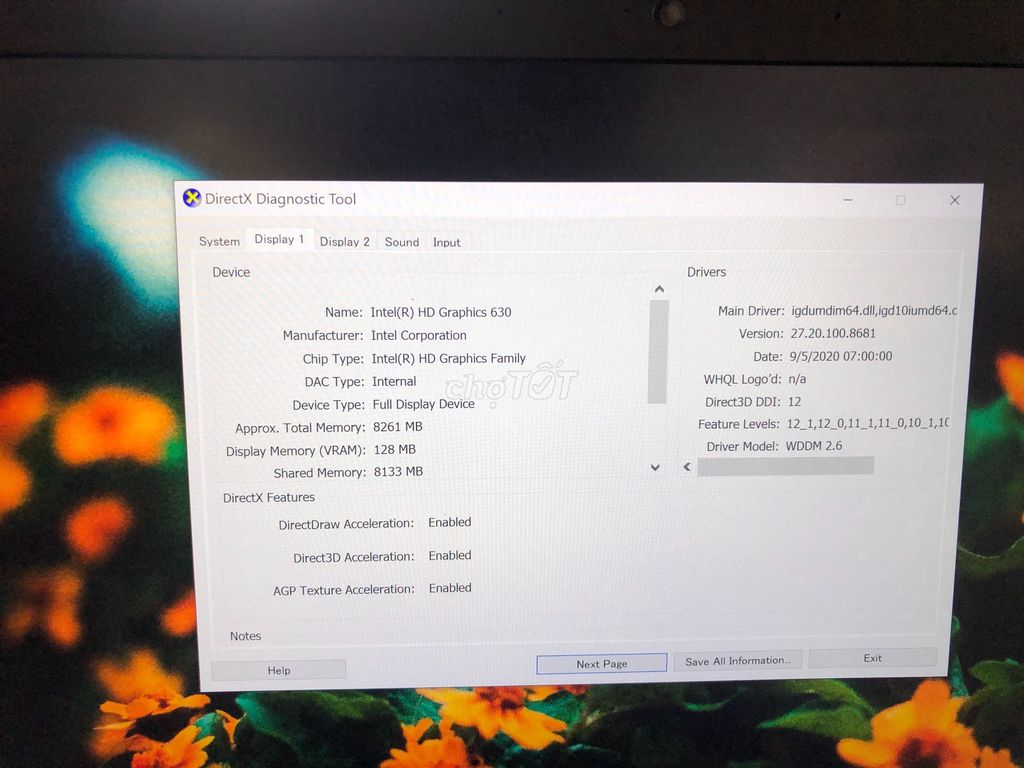 DirectX Diagnostic Tool
System Display 1 Display 2 Sound Input
Device
Name: Intel(R) HD Graphics 630
Manufacturer: Intel Corporation
Chip Type: Intel(R) HD Graphics Family
DAC Type: Internal
Device Type: Full Display Device
Approx. Total Memory: 8261 MB
Display Memory (VRAM): 128 MB
Shared Memory: 8133 MB
Drivers
Main Driver: igdumdim64.dll,igd10iumd64.c
Version: 27.20.100.8681
Date: 9/5/2020 07:00:00
WHQL Logo'd: n/a
Direct3D DDI: 12
Feature Levels: 12_1,12_0,11_1,11_0,10_1,10
Driver Model: WDDM 2.6
chợTỐT
DirectX Features
DirectDraw Acceleration: Enabled
Direct3D Acceleration: Enabled
AGP Texture Acceleration: Enabled
Notes
Help Next Page Save All Information... Exit